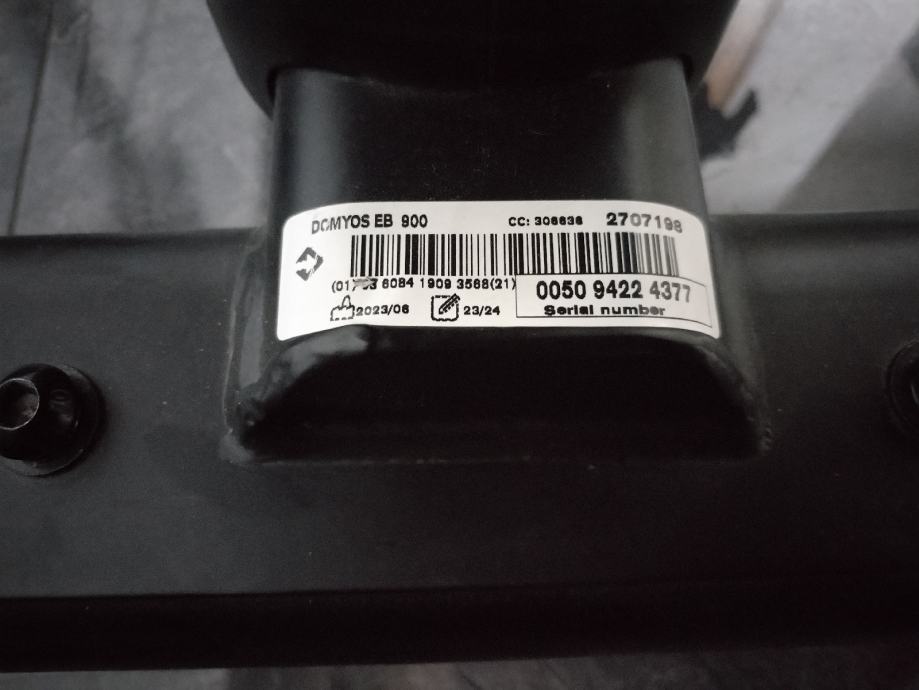 DOMYOS EB 900 CC: 306636 2707198
6084 1909 3568(21)
0050 9422 4377
2023/06 23/24 Serial number